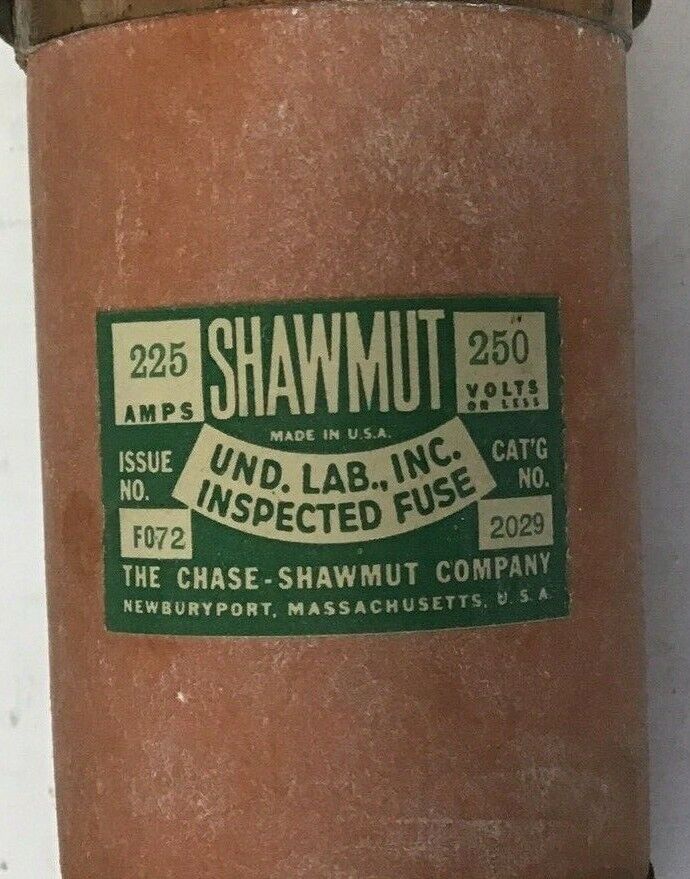 225 SHAWMUT 250
AMPS VOLTS
OR LESS
MADE IN U.S.A.
ISSUE NO. UND. LAB., INC. CAT'G NO.
INSPECTED FUSE
F072 2029
THE CHASE-SHAWMUT COMPANY
NEWBURYPORT, MASSACHUSETTS, U.S.A.